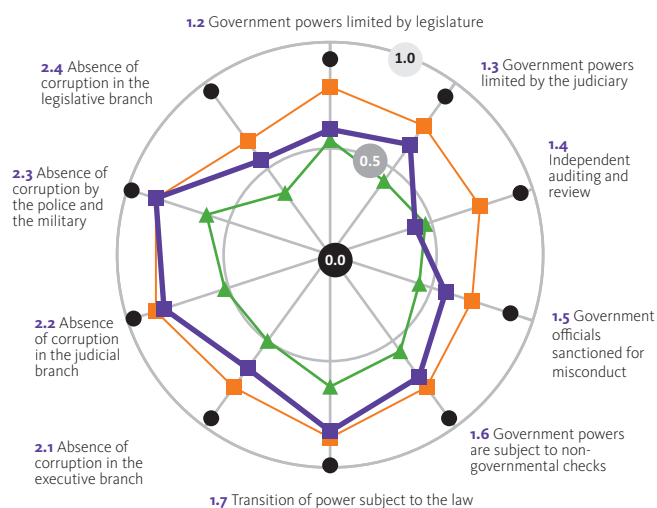 1.2 Government powers limited by legislature
1.0
1.3 Government powers
limited by the judiciary
2.4 Absence of
corruption in the
legislative branch
1.4
Independent
auditing and
review
0.5
2.3 Absence of
corruption by
the police and
the military
0.0
1.5 Government
officials
sanctioned for
misconduct
2.2 Absence
of corruption
in the judicial
branch
1.6 Government powers
are subject to non-
governmental checks
2.1 Absence of
corruption in the
executive branch
1.7 Transition of power subject to the law